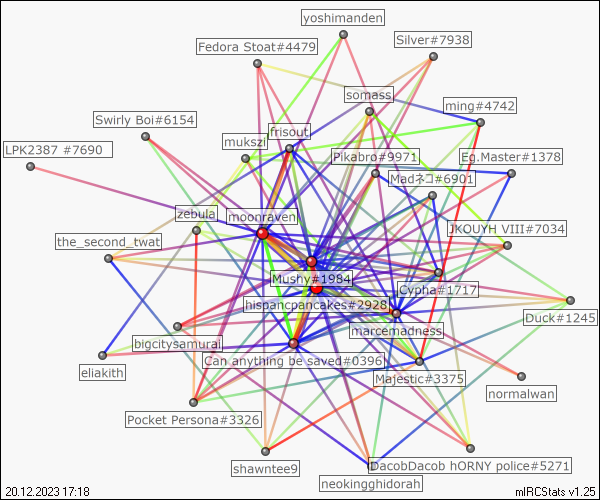 yoshimanden
Silver#7938
Fedora Stoat#4479
somass
ming#4742
Swirly Boi#6154
frisout
mukszi
LPK2387 #7690
Pikabro#9971
Eg.Master#1378
Madネコ#6901
zebula
moonraven
JKOUYH VIII#7034
the_second_twat
Mushy#1984
Cypha#1717
hispancpancakes#2928
Duck#1245
marcemadness
bigcitysamurai
Can anything be saved#0396
eliakith
Majestic#3375
normalwan
Pocket Persona#3326
shawntee9
DacobDacob hORNY police#5271
neokingghidorah
20.12.2023 17:18
mIRCStats v1.25